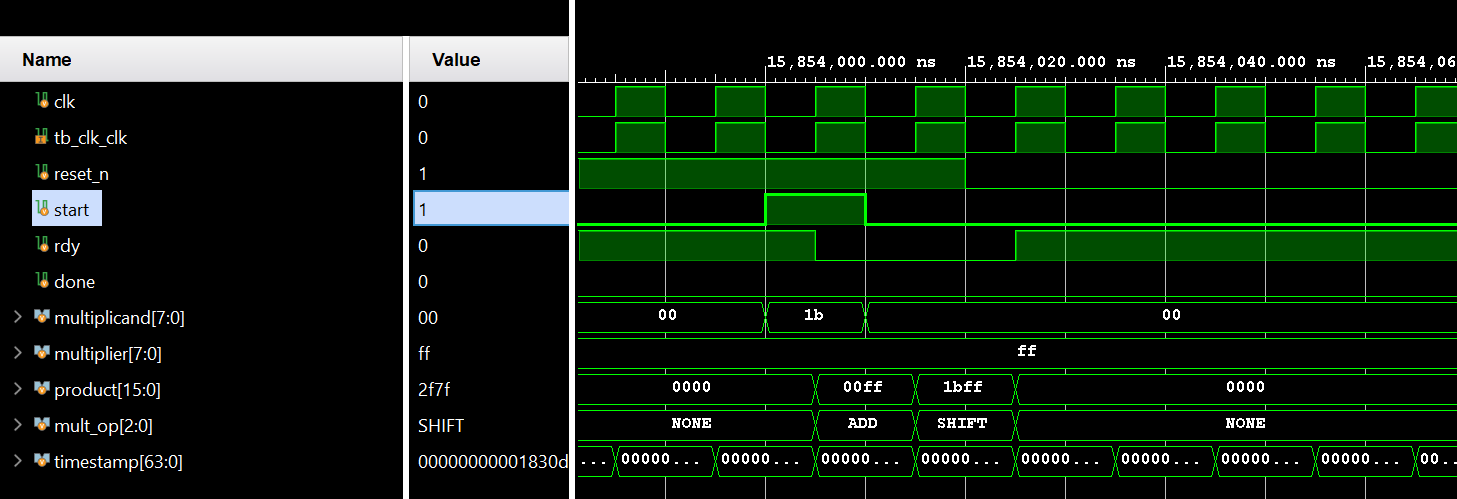 Name Value
15,854,000.000 ns 15,854,020.000 ns 15,854,040.000 ns 15,854,06
clk 0
tb_clk_clk 0
reset_n 1
start 1
rdy 0
done 0
multiplicand[7:0] 00 00 1b 00
multiplier[7:0] ff ff
product[15:0] 2f7f 0000 00ff 1bff 0000
mult_op[2:0] SHIFT NONE ADD SHIFT NONE
timestamp[63:0] 00000000001830d ... 00000... 00000... 00000... 00000... 00000... 00000... 00000... 00000... 00..